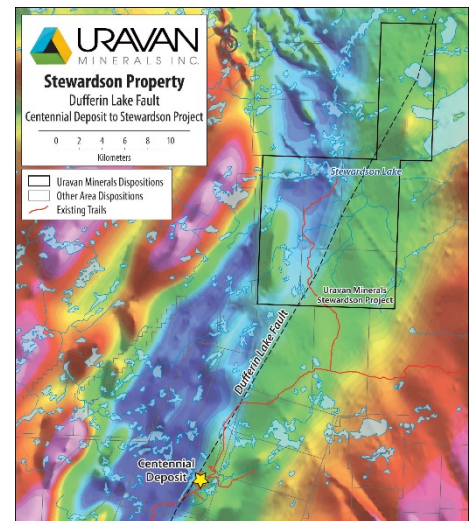 URAVAN
MINERALS INC.
Stewardson Property
Dufferin Lake Fault
Centennial Deposit to Stewardson Project
0 2 4 6 8 10
Kilometers
Uravan Minerals Dispositions
Other Area Dispositions
Existing Trails
Stewardson Lake
Uravan Minerals
Stewardson Project
Dufferin Lake Fault
Centennial
Deposit